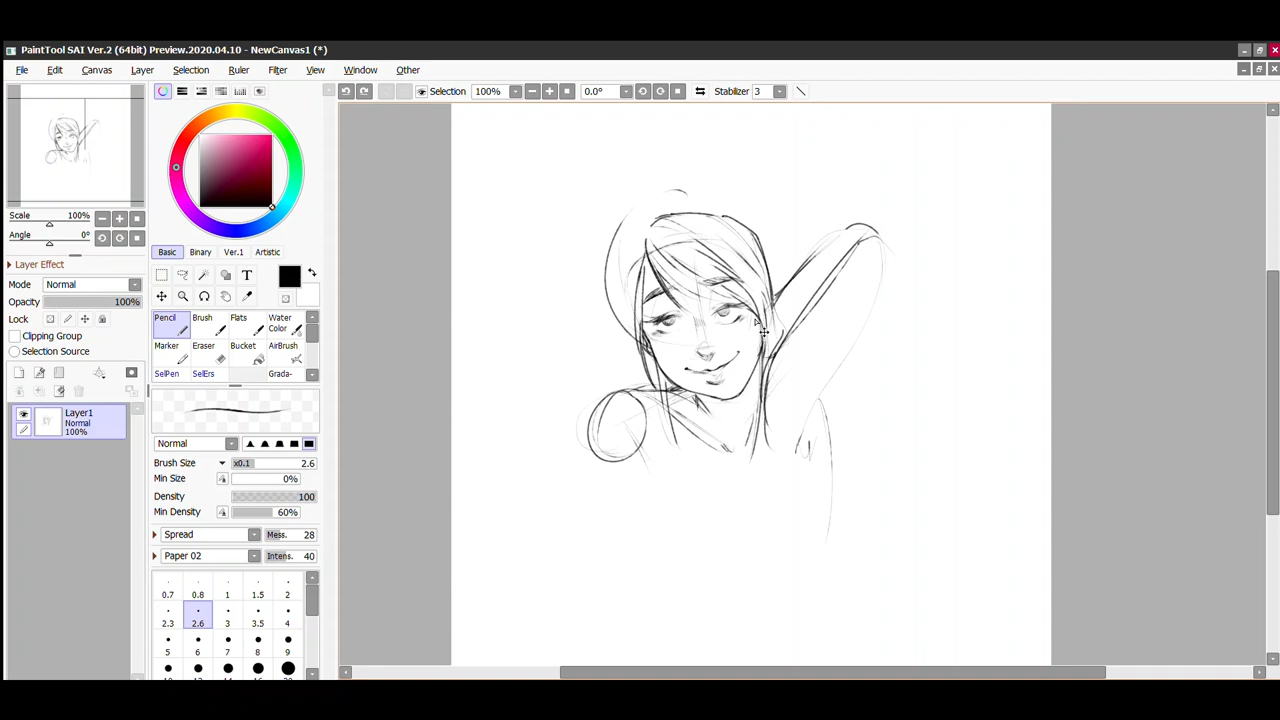 PaintTool SAI Ver.2 (64bit) Preview.2020.04.10 - NewCanvas1 (*)
File Edit Canvas Layer Selection Ruler Filter View Window Other
Selection 100% 0.0° Stabilizer 3
Scale 100%
Angle 0.0°
Layer Effect
Mode Normal
Opacity 100%
Lock
Clipping Group
Selection Source
Layer1
Normal
100%
Basic Binary Ver.1 Artistic
T
Pencil Brush Flats Water Color
Marker Eraser Bucket AirBrush
SelPen SelErs Grada-
Normal
Brush Size x0.1 2.6
Min Size 0%
Density 100
Min Density 60%
Spread Mess. 28
Paper 02 Intens. 40
0.7 0.8 1 1.5 2
2.3 2.6 3 3.5 4
5 6 7 8 9